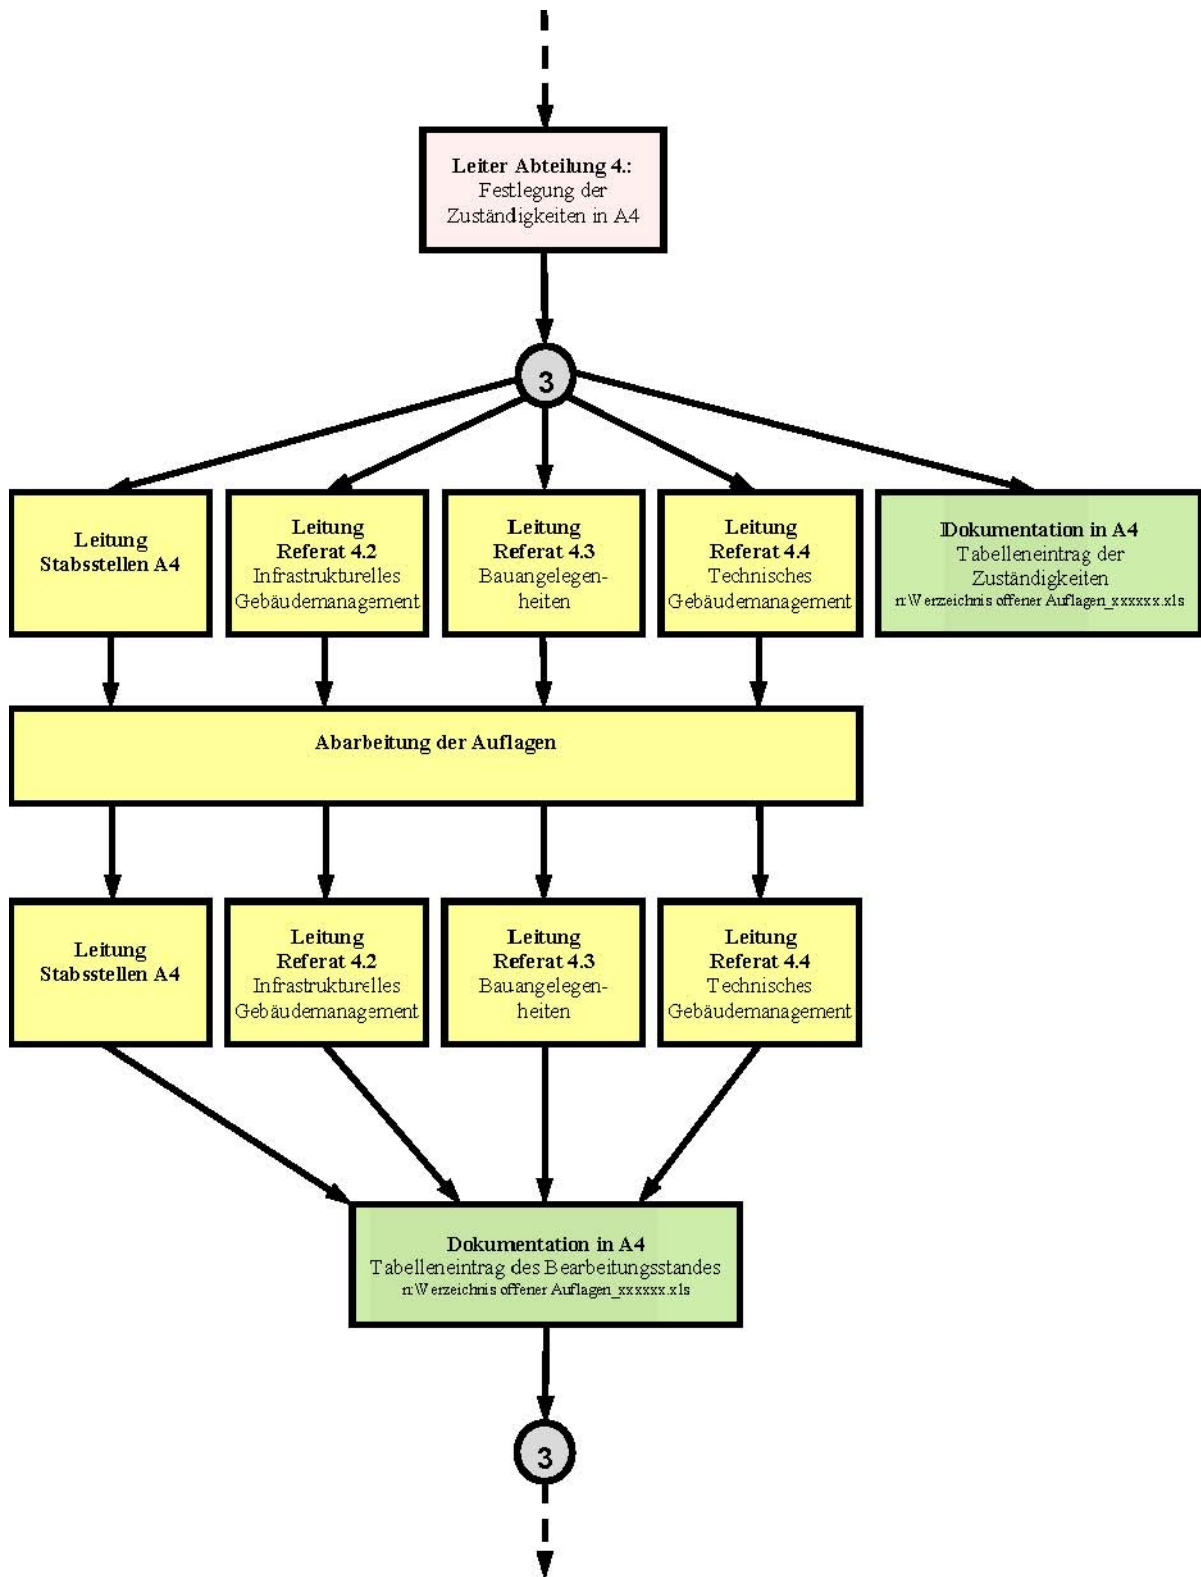 Leiter Abteilung 4.:
Festlegung der
Zuständigkeiten in A4
3
Leitung
Stabsstellen A4
Leitung
Referat 4.2
Infrastrukturelles
Gebäudemanagement
Leitung
Referat 4.3
Bauangelegen-
heiten
Leitung
Referat 4.4
Technisches
Gebäudemanagement
Dokumentation in A4
Tabelleneintrag der
Zuständigkeiten
n:\Verzeichnis offener Auflagen_xxxxxx.xls
Abarbeitung der Auflagen
Leitung
Stabsstellen A4
Leitung
Referat 4.2
Infrastrukturelles
Gebäudemanagement
Leitung
Referat 4.3
Bauangelegen-
heiten
Leitung
Referat 4.4
Technisches
Gebäudemanagement
Dokumentation in A4
Tabelleneintrag des Bearbeitungsstandes
n:\Verzeichnis offener Auflagen_xxxxxx.xls
3